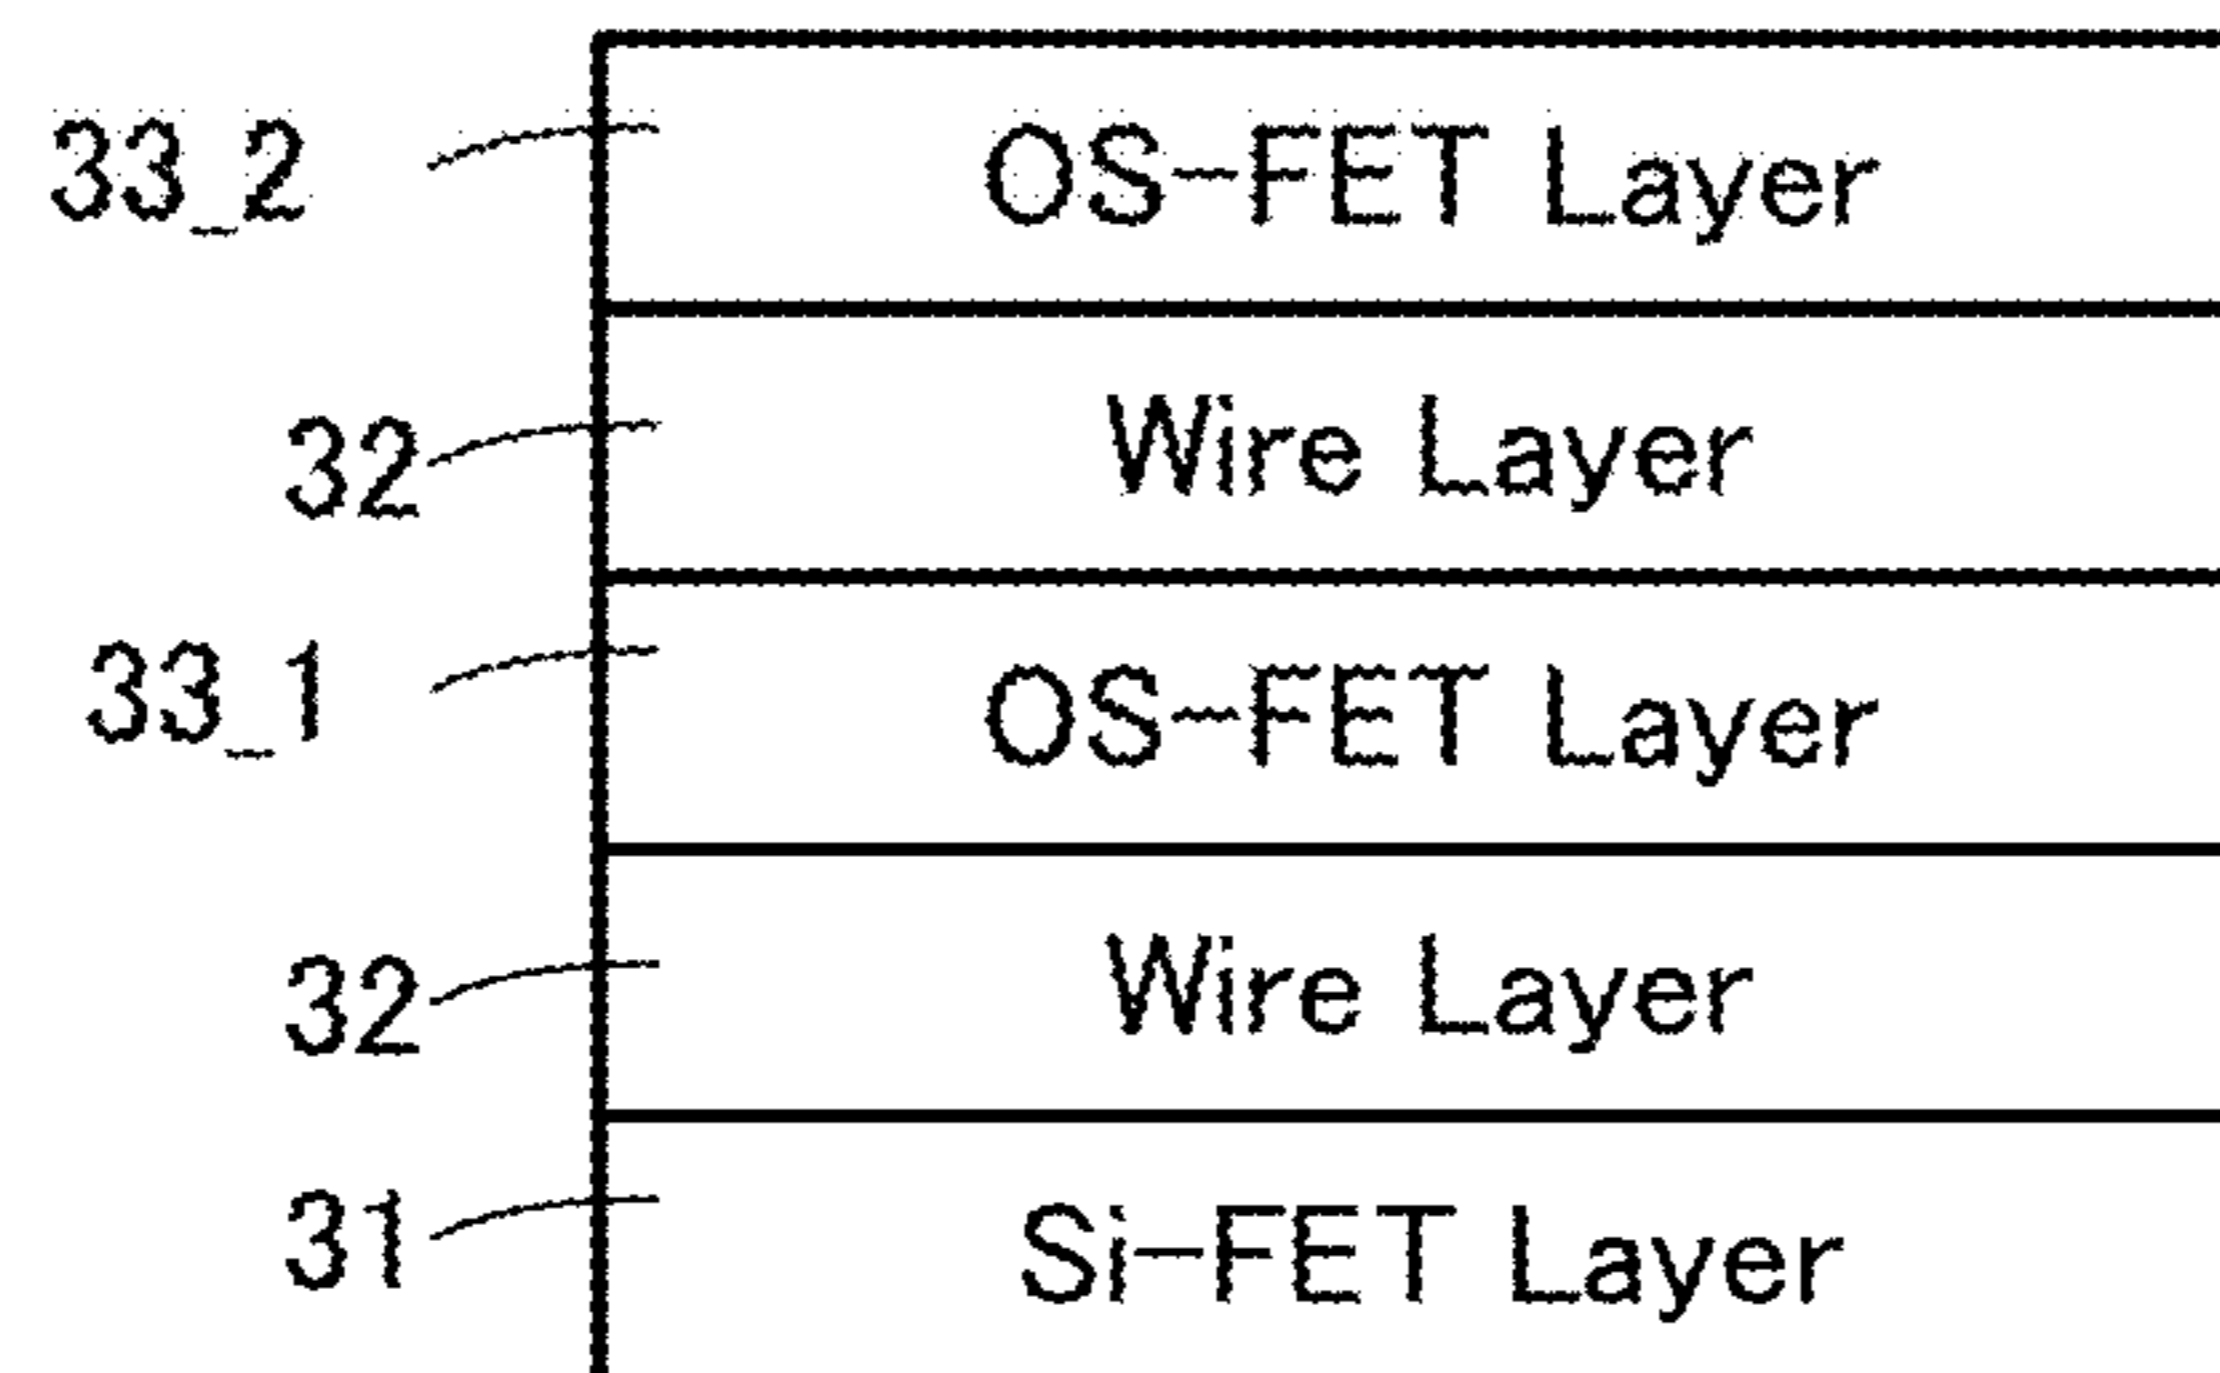 33_2 OS-FET Layer
32 Wire Layer
33_1 OS-FET Layer
32 Wire Layer
31 Si-FET Layer